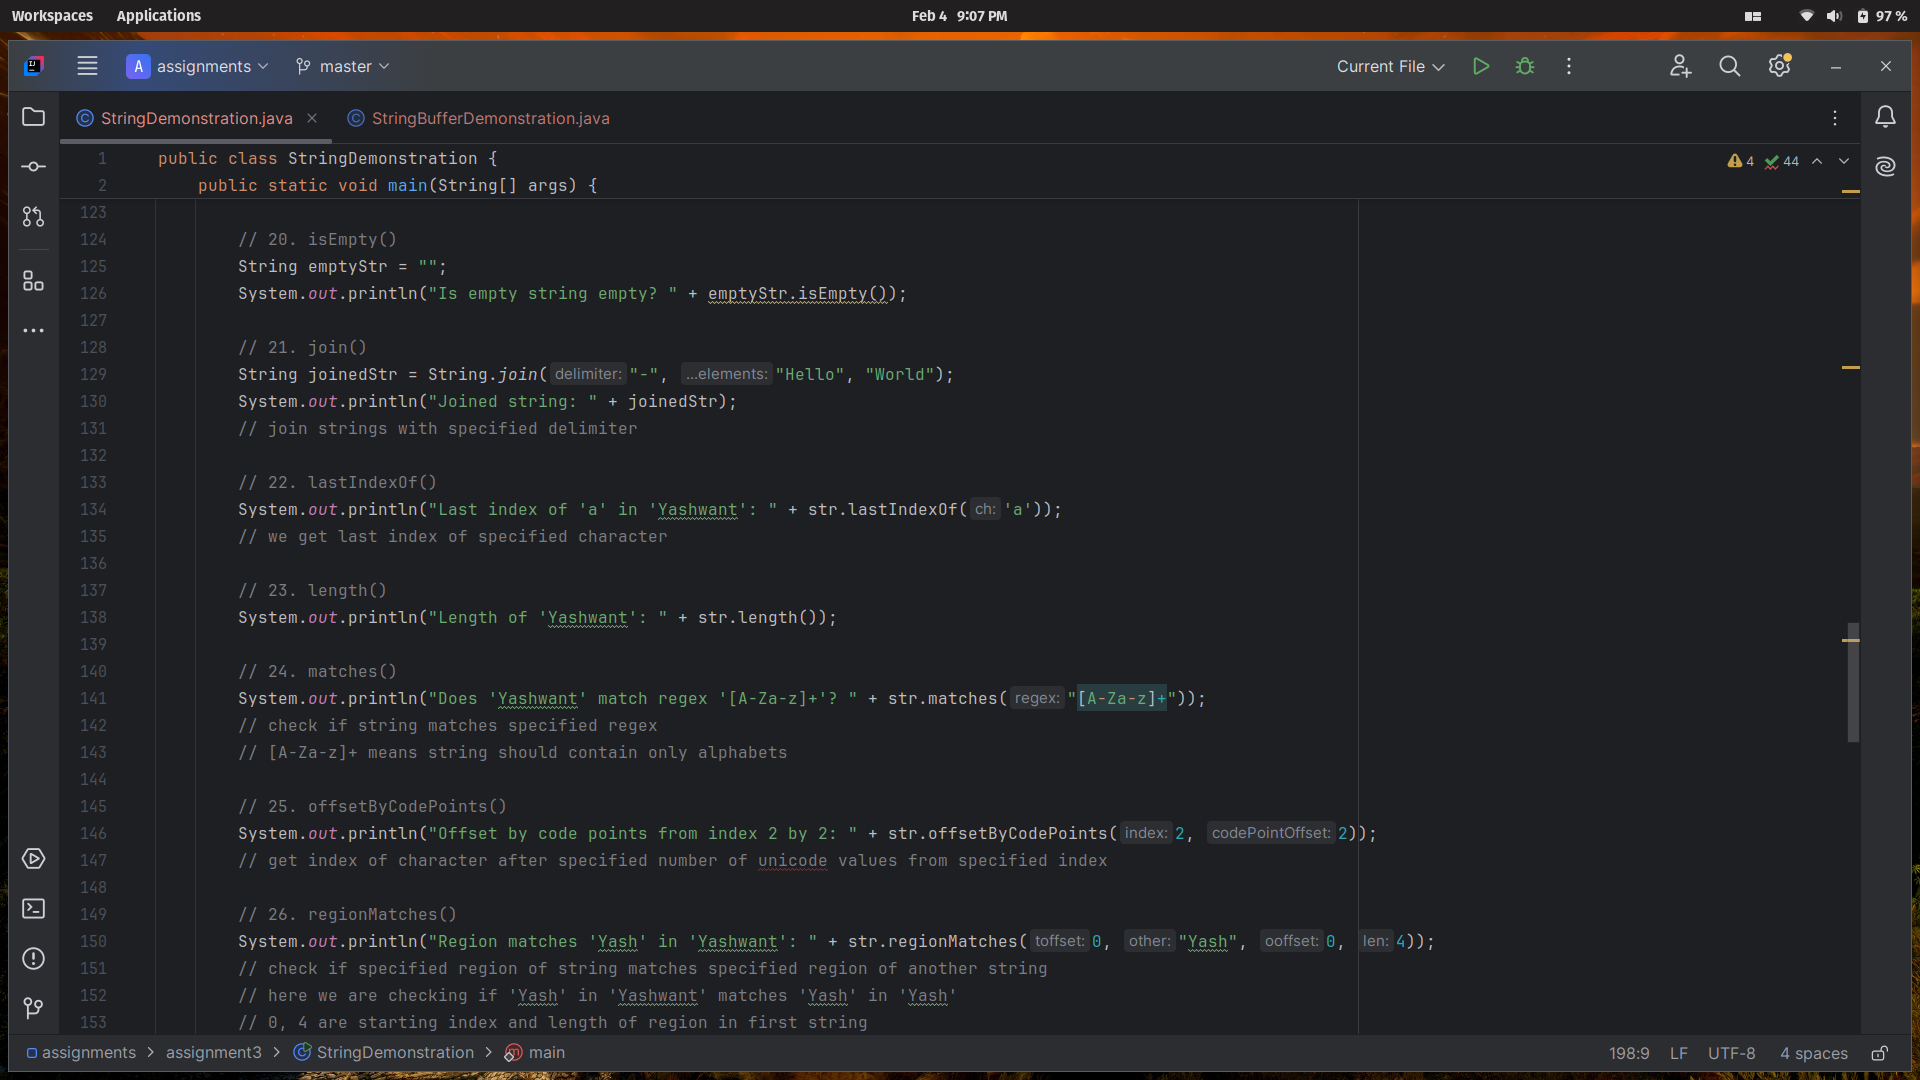 Workspaces Applications Feb 4 9:07 PM 97 %
IJ A assignments master Current File
StringDemonstration.java StringBufferDemonstration.java
4 44
1 public class StringDemonstration {
2 public static void main(String[] args) {
123
124 // 20. isEmpty()
125 String emptyStr = "";
126 System.out.println("Is empty string empty? " + emptyStr.isEmpty());
127
128 // 21. join()
129 String joinedStr = String.join( delimiter: "-", ...elements: "Hello", "World");
130 System.out.println("Joined string: " + joinedStr);
131 // join strings with specified delimiter
132
133 // 22. lastIndexOf()
134 System.out.println("Last index of 'a' in 'Yashwant': " + str.lastIndexOf( ch: 'a'));
135 // we get last index of specified character
136
137 // 23. length()
138 System.out.println("Length of 'Yashwant': " + str.length());
139
140 // 24. matches()
141 System.out.println("Does 'Yashwant' match regex '[A-Za-z]+'? " + str.matches( regex: "[A-Za-z]+"));
142 // check if string matches specified regex
143 // [A-Za-z]+ means string should contain only alphabets
144
145 // 25. offsetByCodePoints()
146 System.out.println("Offset by code points from index 2 by 2: " + str.offsetByCodePoints( index: 2, codePointOffset: 2));
147 // get index of character after specified number of unicode values from specified index
148
149 // 26. regionMatches()
150 System.out.println("Region matches 'Yash' in 'Yashwant': " + str.regionMatches( toffset: 0, other: "Yash", ooffset: 0, len: 4));
151 // check if specified region of string matches specified region of another string
152 // here we are checking if 'Yash' in 'Yashwant' matches 'Yash' in 'Yash'
153 // 0, 4 are starting index and length of region in first string
assignments > assignment3 > StringDemonstration > main 198:9 LF UTF-8 4 spaces